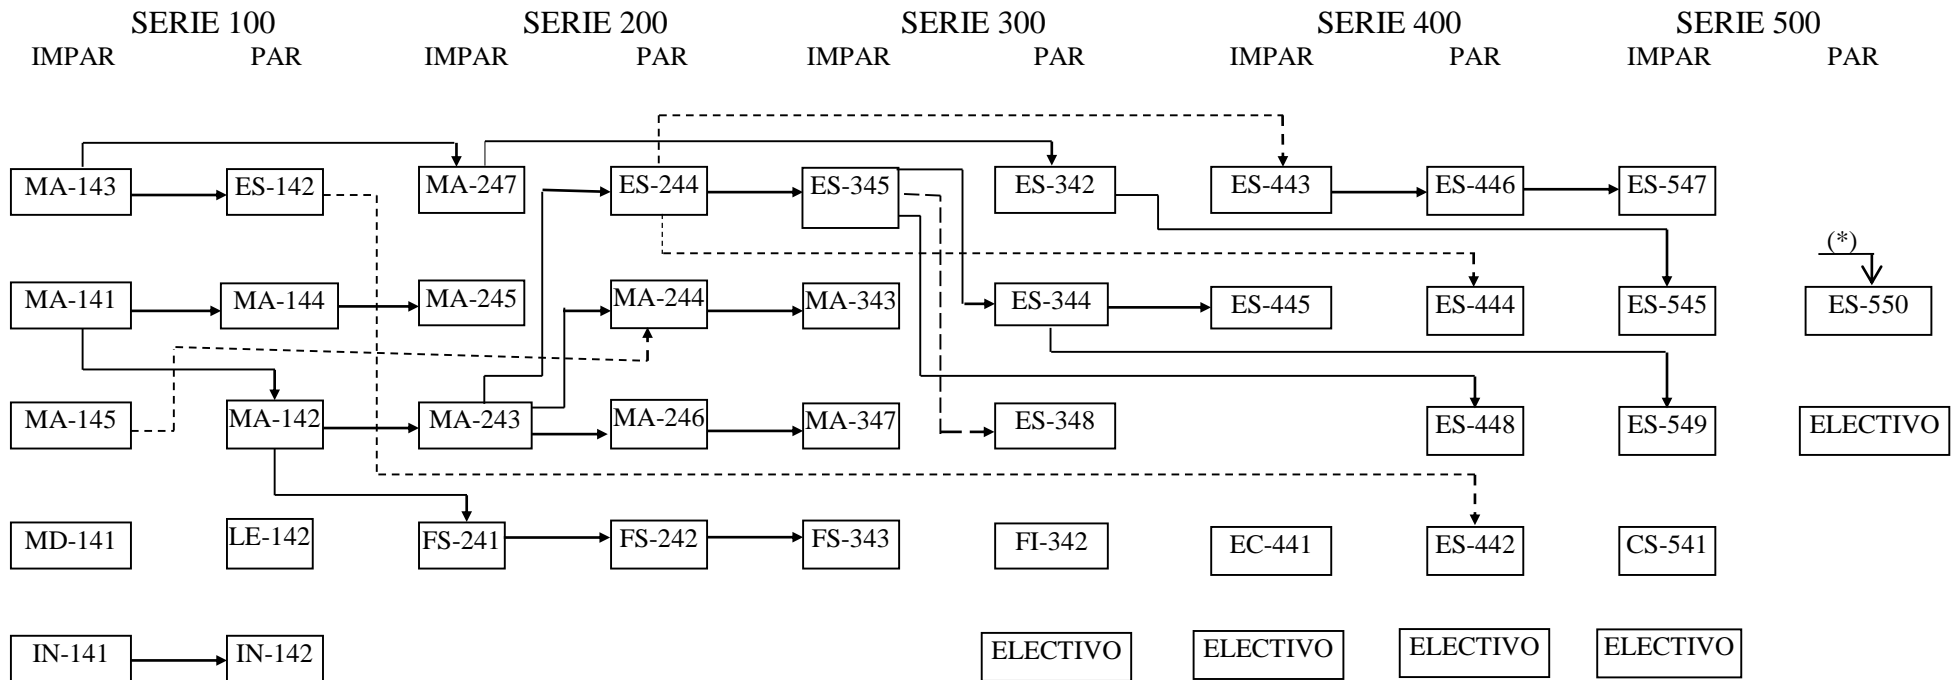 SERIE 100 SERIE 200 SERIE 300 SERIE 400 SERIE 500
IMPAR PAR IMPAR PAR IMPAR PAR IMPAR PAR IMPAR PAR
MA-143 ES-142 MA-247 ES-244 ES-345 ES-342 ES-443 ES-446 ES-547
(*)
MA-141 MA-144 MA-245 MA-244 MA-343 ES-344 ES-445 ES-444 ES-545 ES-550
MA-145 MA-142 MA-243 MA-246 MA-347 ES-348 ES-448 ES-549 ELECTIVO
MD-141 LE-142 FS-241 FS-242 FS-343 FI-342 EC-441 ES-442 CS-541
IN-141 IN-142 ELECTIVO ELECTIVO ELECTIVO ELECTIVO